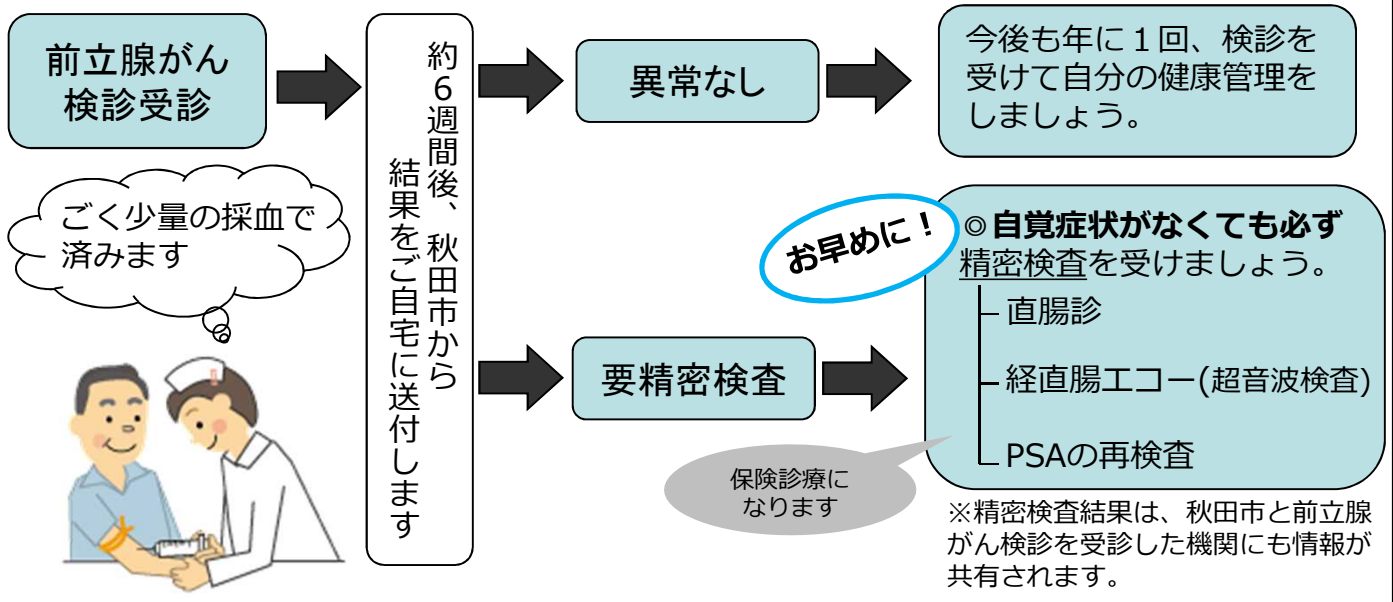 前立腺がん
検診受診
ごく少量の採血で
済みます
約6週間後、秋田市から
結果をご自宅に送付します
異常なし
今後も年に１回、検診を
受けて自分の健康管理を
しましょう。
要精密検査
お早めに！
◎自覚症状がなくても必ず
精密検査を受けましょう。
直腸診
経直腸エコー(超音波検査)
PSAの再検査
保険診療に
なります
※精密検査結果は、秋田市と前立腺
がん検診を受診した機関にも情報が
共有されます。